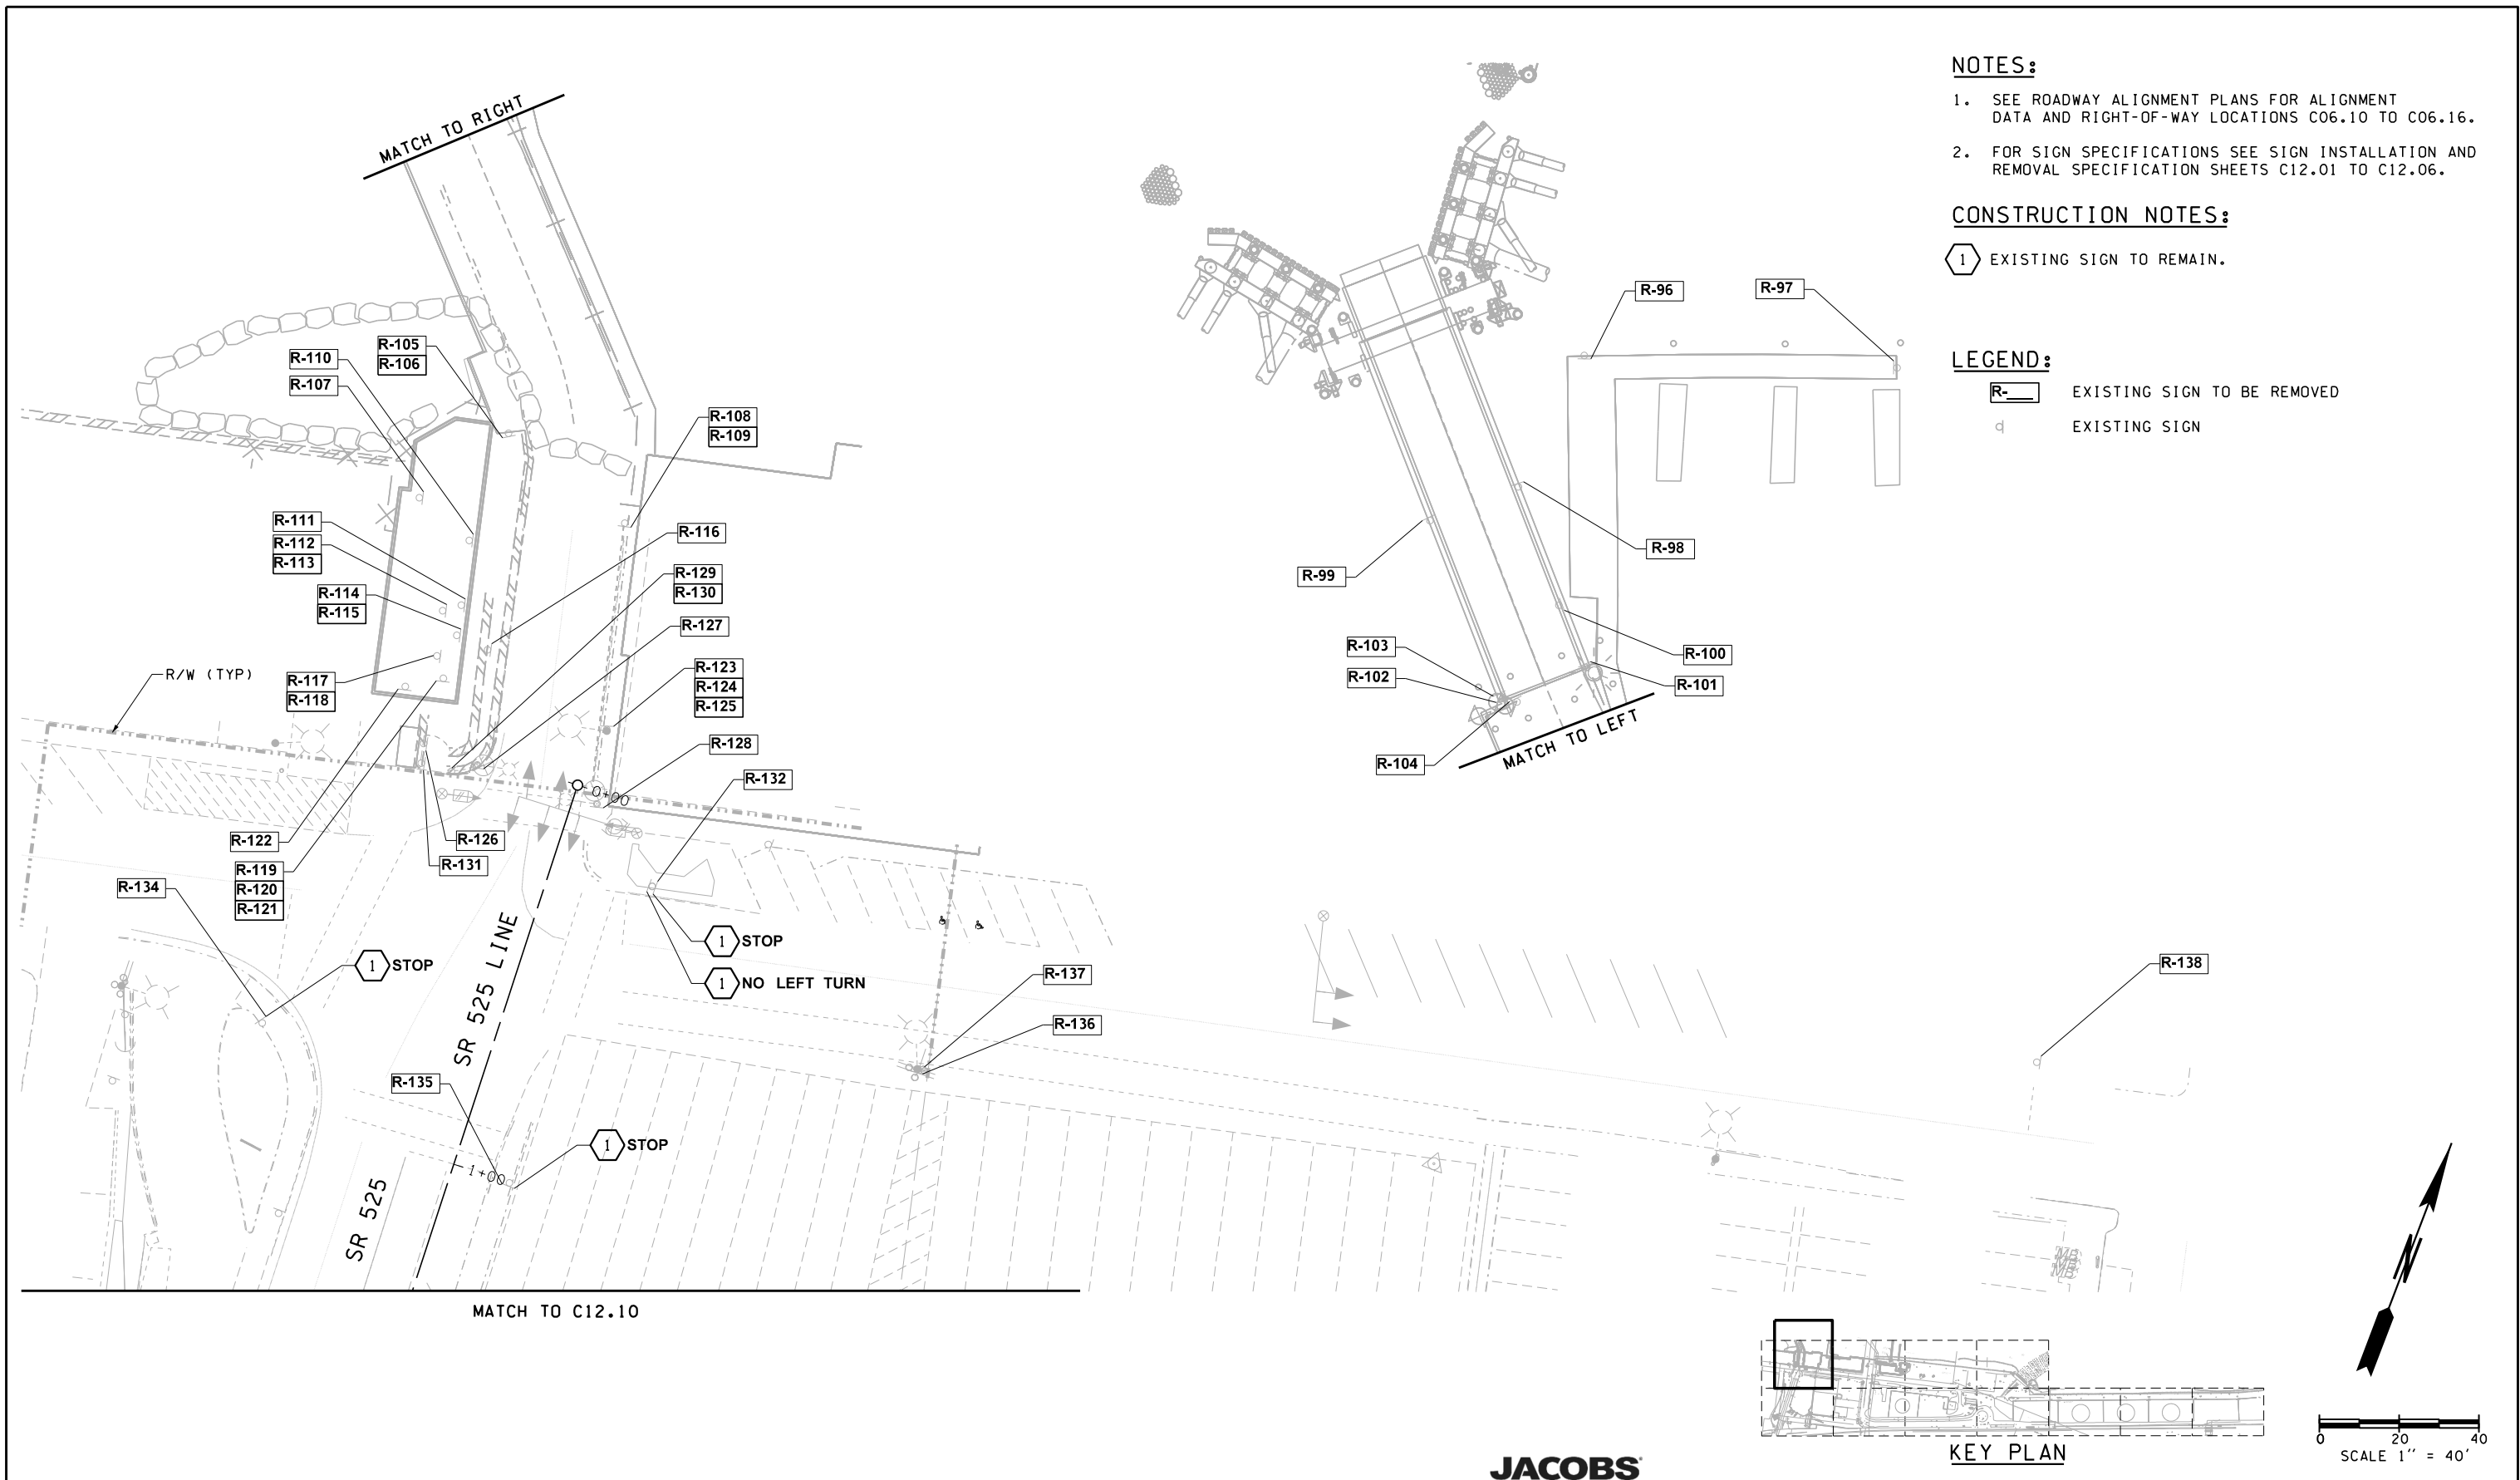 NOTES:
1. SEE ROADWAY ALIGNMENT PLANS FOR ALIGNMENT
DATA AND RIGHT-OF-WAY LOCATIONS C06.10 TO C06.16.
2. FOR SIGN SPECIFICATIONS SEE SIGN INSTALLATION AND
REMOVAL SPECIFICATION SHEETS C12.01 TO C12.06.
CONSTRUCTION NOTES:
1 EXISTING SIGN TO REMAIN.
LEGEND:
R-___ EXISTING SIGN TO BE REMOVED
EXISTING SIGN
MATCH TO RIGHT
R-96
R-97
R-98
R-99
R-100
R-101
R-103
R-102
R-104
MATCH TO LEFT
R-105
R-106
R-110
R-107
R-108
R-109
R-111
R-112
R-113
R-114
R-115
R-116
R-129
R-130
R-127
R/W (TYP)
R-117
R-118
R-123
R-124
R-125
R-128
R-132
0+00
R-122
R-126
R-131
R-119
R-120
R-121
R-134
1 STOP
1 STOP
1 NO LEFT TURN
SR 525 LINE
R-137
R-136
R-138
R-135
1 STOP
1+00
SR 525
MATCH TO C12.10
N
KEY PLAN
0 20 40
SCALE 1" = 40'
JACOBS